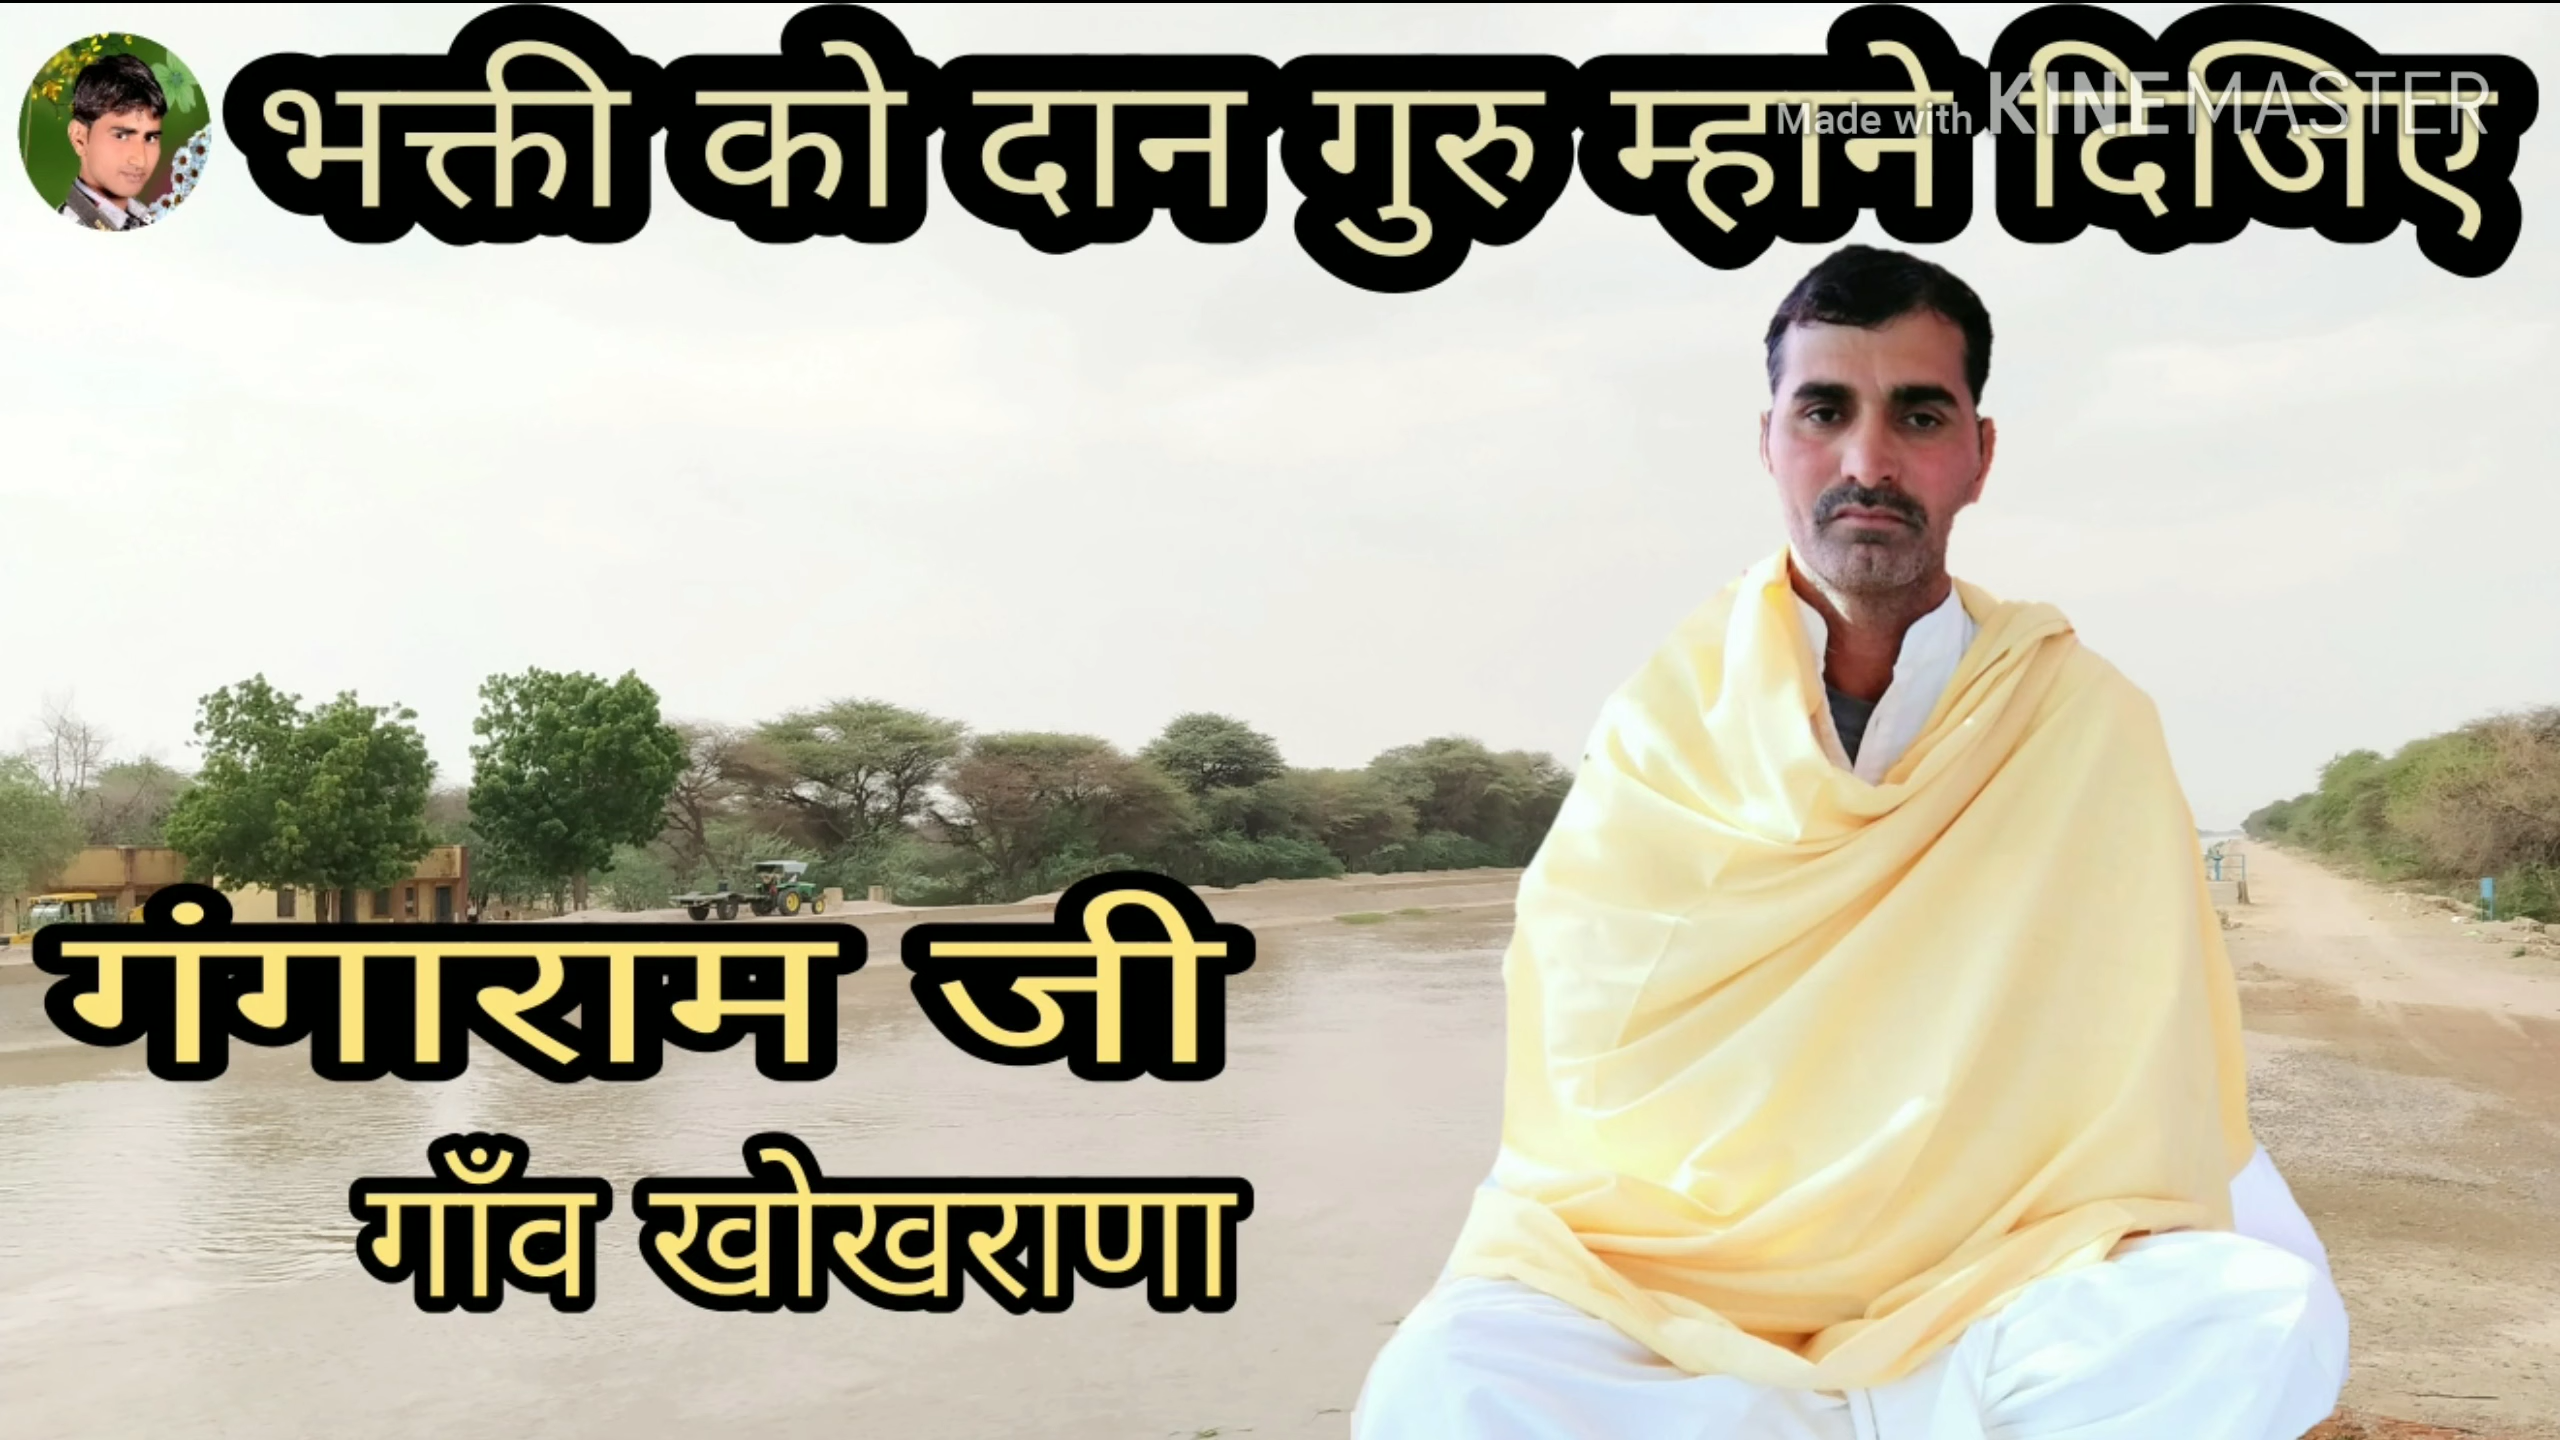 भक्ती को दान गुरु म्हाने दिजिए
Made with KINEMASTER
गंगाराम जी
गाँव खोखराणा